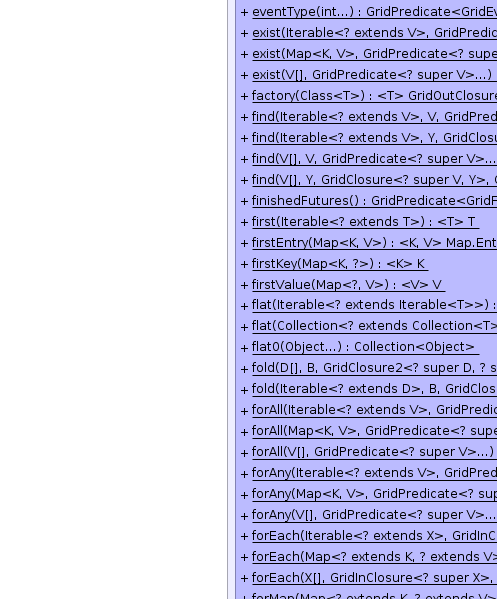 + eventType(int...) : GridPredicate<GridEv
+ exist(Iterable<? extends V>, GridPredic
+ exist(Map<K, V>, GridPredicate<? supe
+ exist(V[], GridPredicate<? super V>...)
+ factory(Class<T>) : <T> GridOutClosure
+ find(Iterable<? extends V>, V, GridPred
+ find(Iterable<? extends V>, Y, GridClosu
+ find(V[], V, GridPredicate<? super V>...
+ find(V[], Y, GridClosure<? super V, Y>, 
+ finishedFutures() : GridPredicate<GridF
+ first(Iterable<? extends T>) : <T> T
+ firstEntry(Map<K, V>) : <K, V> Map.Ent
+ firstKey(Map<K, ?>) : <K> K
+ firstValue(Map<?, V>) : <V> V
+ flat(Iterable<? extends Iterable<T>>) :
+ flat(Collection<? extends Collection<T>
+ flat0(Object...) : Collection<Object>
+ fold(D[], B, GridClosure2<? super D, ? s
+ fold(Iterable<? extends D>, B, GridClos
+ forAll(Iterable<? extends V>, GridPredic
+ forAll(Map<K, V>, GridPredicate<? supe
+ forAll(V[], GridPredicate<? super V>...)
+ forAny(Iterable<? extends V>, GridPred
+ forAny(Map<K, V>, GridPredicate<? sup
+ forAny(V[], GridPredicate<? super V>...
+ forEach(Iterable<? extends X>, GridInC
+ forEach(Map<? extends K, ? extends V>
+ forEach(X[], GridInClosure<? super X>,
+ forMap(Map<? extends K, ? extends V>